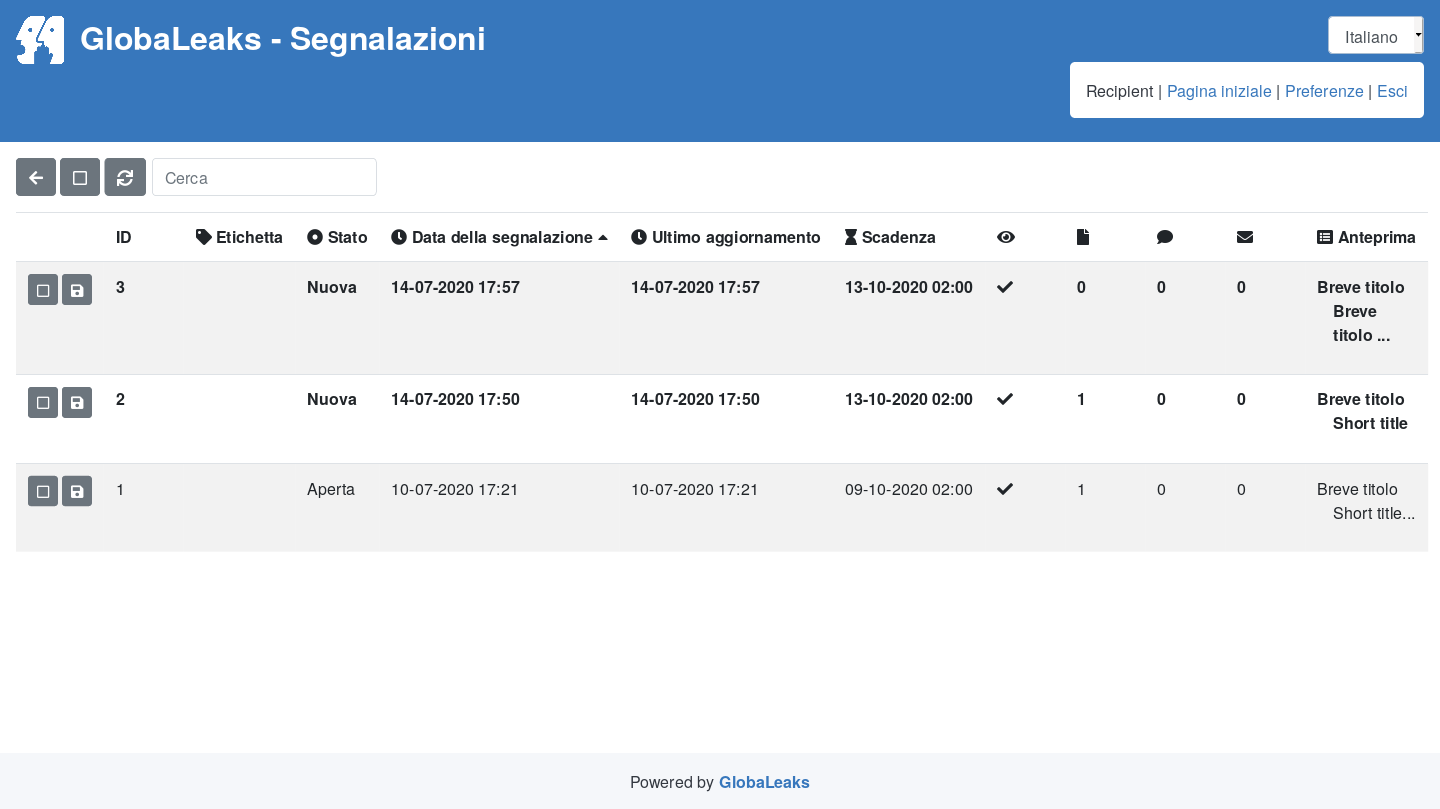 GlobaLeaks - Segnalazioni
Italiano
Recipient | Pagina iniziale | Preferenze | Esci
Cerca
ID Etichetta Stato Data della segnalazione Ultimo aggiornamento Scadenza Anteprima
3 Nuova 14-07-2020 17:57 14-07-2020 17:57 13-10-2020 02:00 0 0 0 Breve titolo
Breve
titolo ...
2 Nuova 14-07-2020 17:50 14-07-2020 17:50 13-10-2020 02:00 1 0 0 Breve titolo
Short title
1 Aperta 10-07-2020 17:21 10-07-2020 17:21 09-10-2020 02:00 1 0 0 Breve titolo
Short title...
Powered by GlobaLeaks